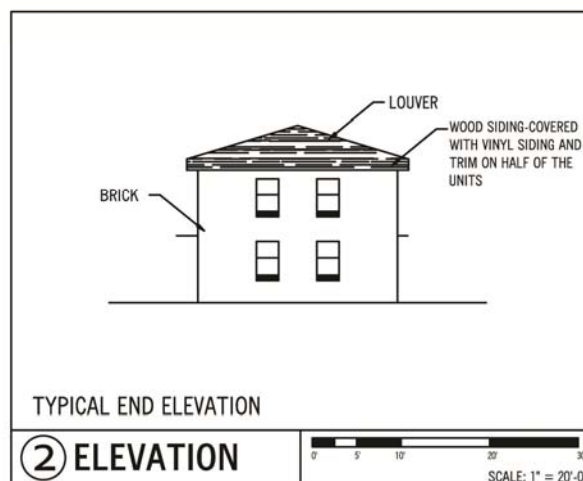 LOUVER
WOOD SIDING-COVERED
WITH VINYL SIDING AND
TRIM ON HALF OF THE
UNITS
BRICK
TYPICAL END ELEVATION
2 ELEVATION
0' 5' 10' 20' 30
SCALE: 1" = 20'-0